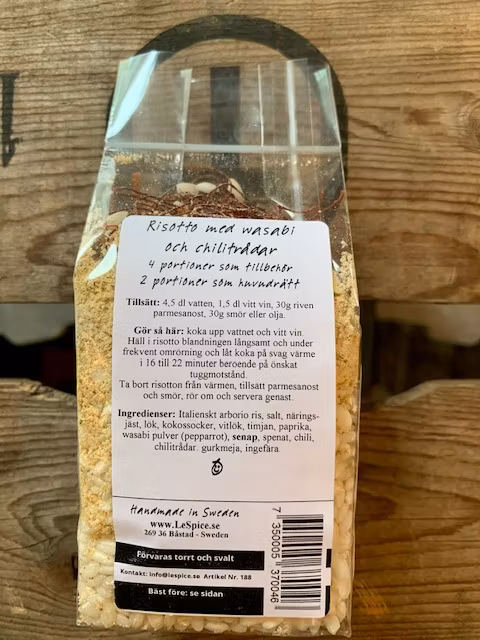 Risotto med wasabi
och chilitrådar
4 portioner som tillbehör
2 portioner som huvudrätt
Tillsätt: 4,5 dl vatten, 1,5 dl vitt vin, 30g riven
parmesanost, 30g smör eller olja.
Gör så här: koka upp vattnet och vitt vin.
Häll i risotto blandningen långsamt och under
frekvent omrörning och låt koka på svag värme
i 16 till 22 minuter beroende på önskat
tuggmotstånd.
Ta bort risotton från värmen, tillsätt parmesanost
och smör, rör om och servera genast.
Ingredienser: Italienskt arborio ris, salt, närings-
jäst, lök, kokossocker, vitlök, timjan, paprika,
wasabi pulver (pepparrot), senap, spenat, chili,
chilitrådar. gurkmeja, ingefära.
Handmade in Sweden
www.LeSpice.se
269 36 Båstad - Sweden
Förvaras torrt och svalt
Kontakt: info@lespice.se Artikel Nr. 188
Bäst före: se sidan
7 350005 370046